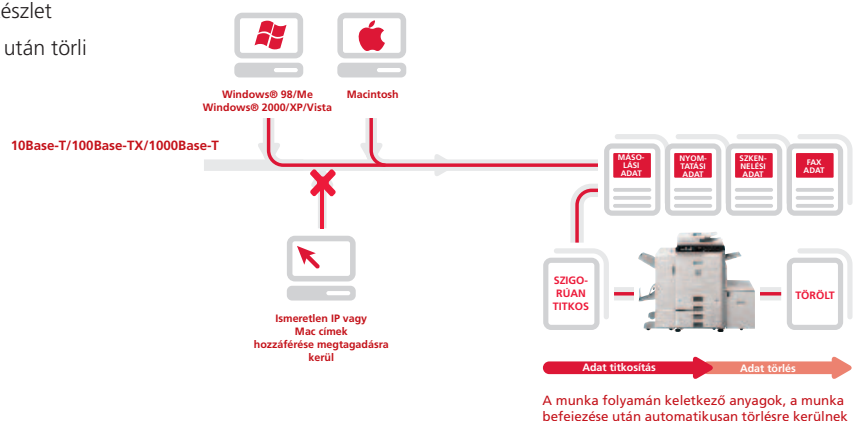 észlet
után törli
Windows® 98/Me
Windows® 2000/XP/Vista
Macintosh
10Base-T/100Base-TX/1000Base-T
MÁSO-
LÁSI
ADAT
NYOM-
TATÁSI
ADAT
SZKEN-
NELÉSI
ADAT
FAX
ADAT
SZIGO-
RÚAN
TITKOS
TÖRÖLT
Ismeretlen IP vagy
Mac címek
hozzáférése megtagadásra
kerül
Adat titkosítás
Adat törlés
A munka folyamán keletkező anyagok, a munka
befejezése után automatikusan törlésre kerülnek